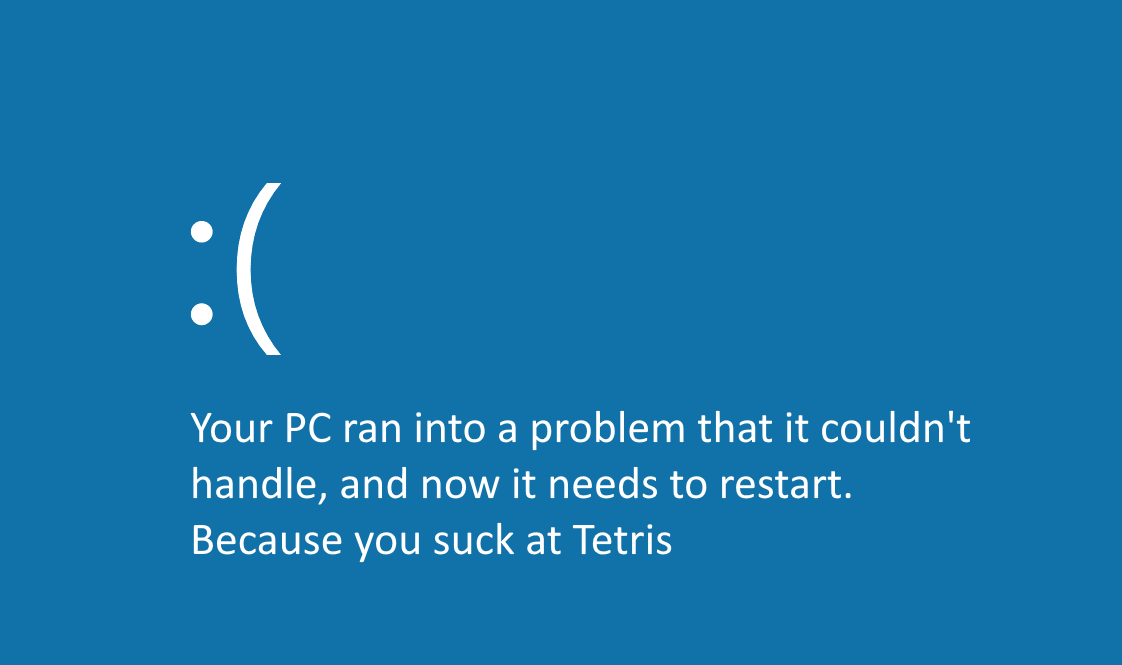 :(
Your PC ran into a problem that it couldn't
handle, and now it needs to restart.
Because you suck at Tetris